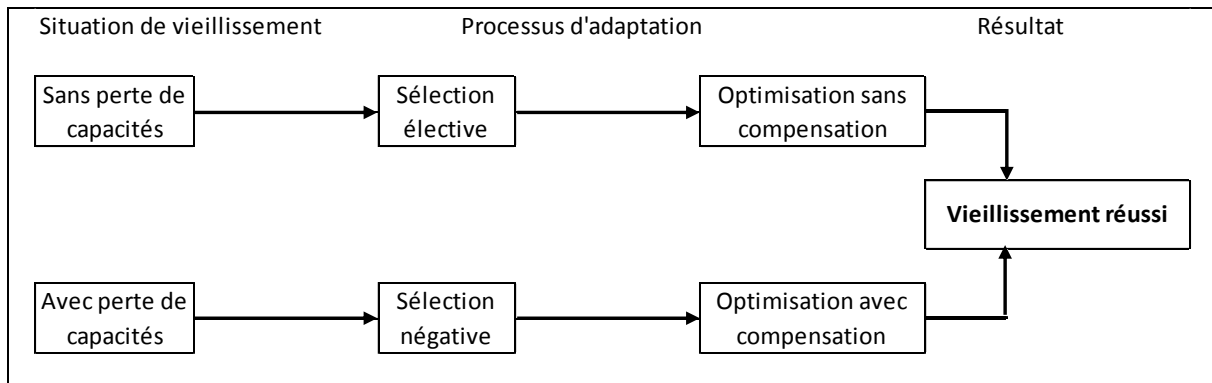 Situation de vieillissement
Processus d'adaptation
Résultat
Sans perte de
capacités
Sélection
élective
Optimisation sans
compensation
Vieillissement réussi
Avec perte de
capacités
Sélection
négative
Optimisation avec
compensation